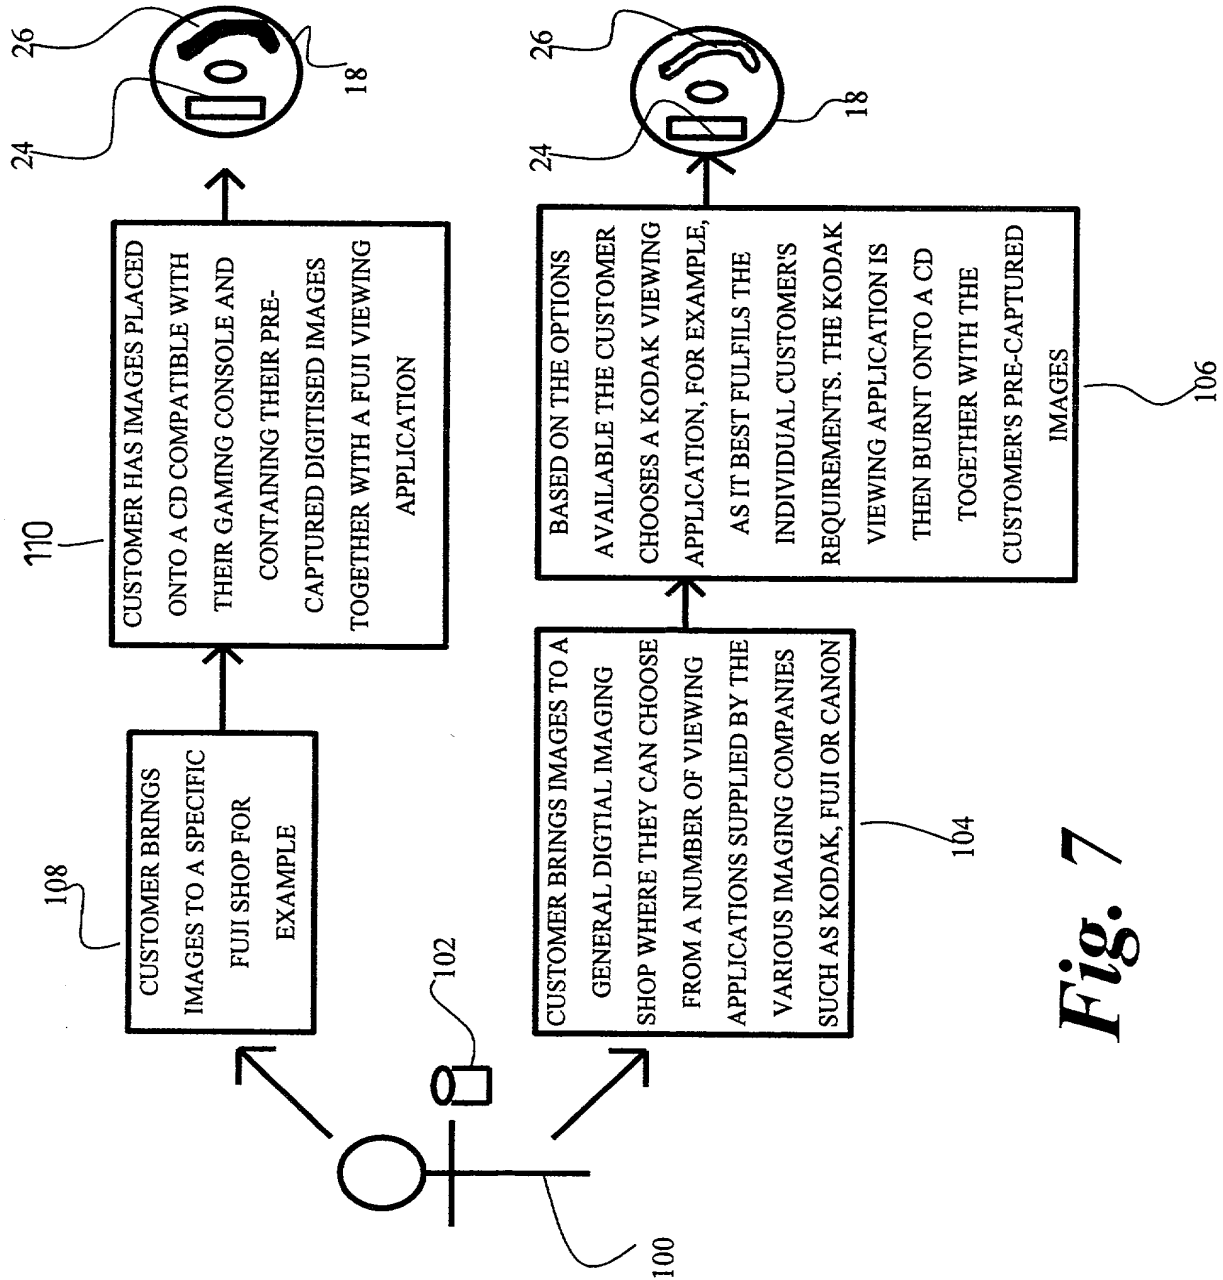 110
26
24
18
CUSTOMER HAS IMAGES PLACED
ONTO A CD COMPATIBLE WITH
THEIR GAMING CONSOLE AND
CONTAINING THEIR PRE-
CAPTURED DIGITISED IMAGES
TOGETHER WITH A FUJI VIEWING
APPLICATION
108
CUSTOMER BRINGS
IMAGES TO A SPECIFIC
FUJI SHOP FOR
EXAMPLE
102
100
CUSTOMER BRINGS IMAGES TO A
GENERAL DIGTIAL IMAGING
SHOP WHERE THEY CAN CHOOSE
FROM A NUMBER OF VIEWING
APPLICATIONS SUPPLIED BY THE
VARIOUS IMAGING COMPANIES
SUCH AS KODAK, FUJI OR CANON
104
BASED ON THE OPTIONS
AVAILABLE THE CUSTOMER
CHOOSES A KODAK VIEWING
APPLICATION, FOR EXAMPLE,
AS IT BEST FULFILS THE
INDIVIDUAL CUSTOMER'S
REQUIREMENTS. THE KODAK
VIEWING APPLICATION IS
THEN BURNT ONTO A CD
TOGETHER WITH THE
CUSTOMER'S PRE-CAPTURED
IMAGES
106
26
24
18
Fig. 7